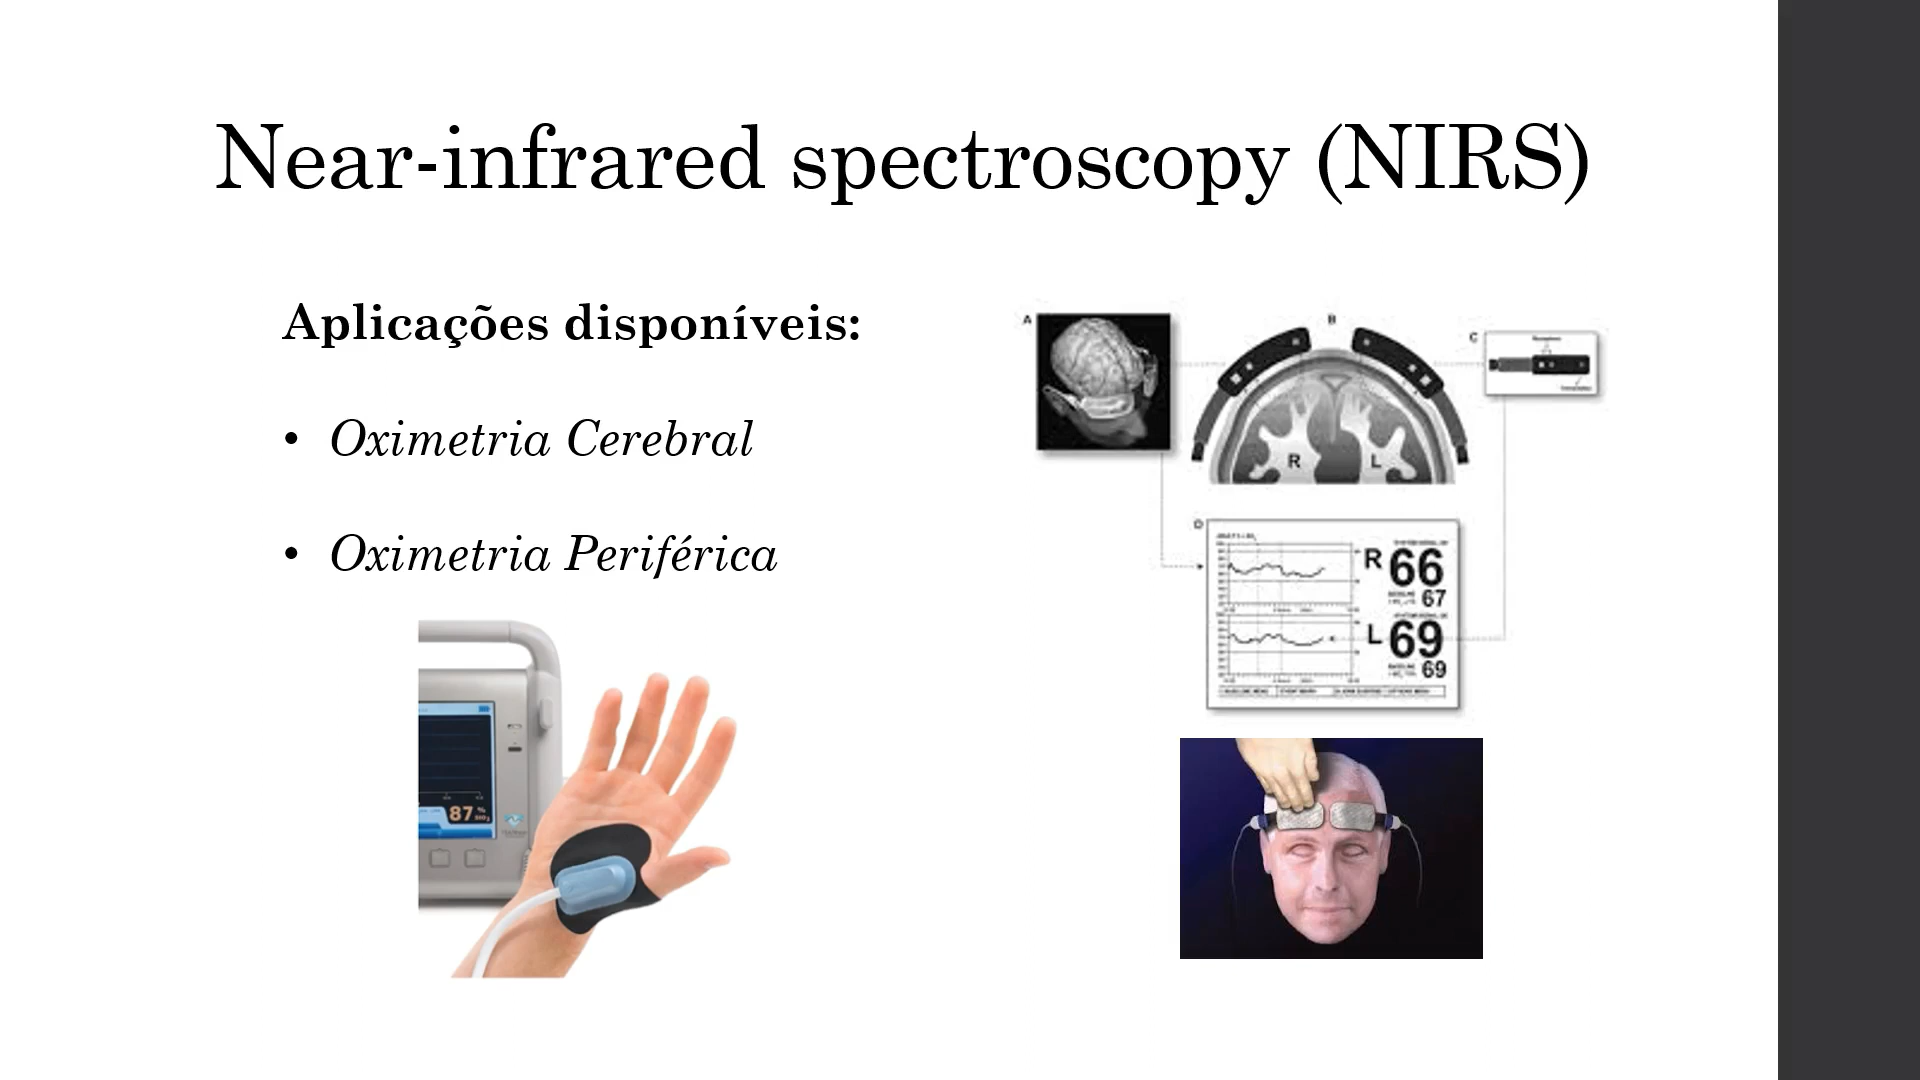 Near-infrared spectroscopy (NIRS)
Aplicações disponíveis:
• Oximetria Cerebral
• Oximetria Periférica
A
B
C
R
L
D
R 66
67
L 69
69
87 %